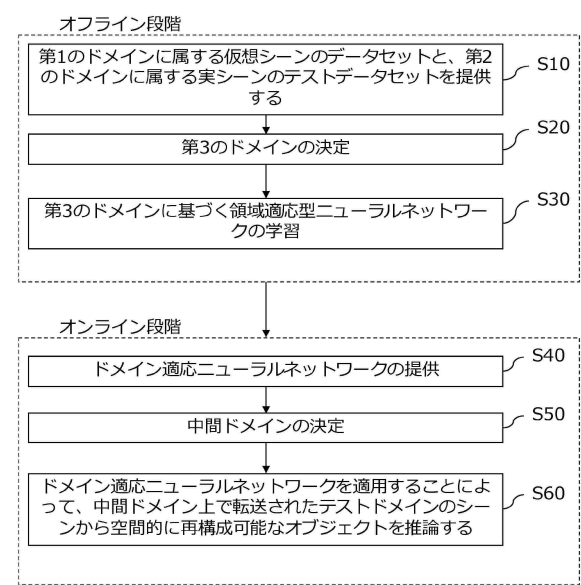 オフライン段階
第1のドメインに属する仮想シーンのデータセットと、第2
のドメインに属する実シーンのテストデータセットを提供
する
S10
第3のドメインの決定
S20
第3のドメインに基づく領域適応型ニューラルネットワー
クの学習
S30
オンライン段階
ドメイン適応ニューラルネットワークの提供
S40
中間ドメインの決定
S50
ドメイン適応ニューラルネットワークを適用することによ
って、中間ドメイン上で転送されたテストドメインのシー
ンから空間的に再構成可能なオブジェクトを推論する
S60